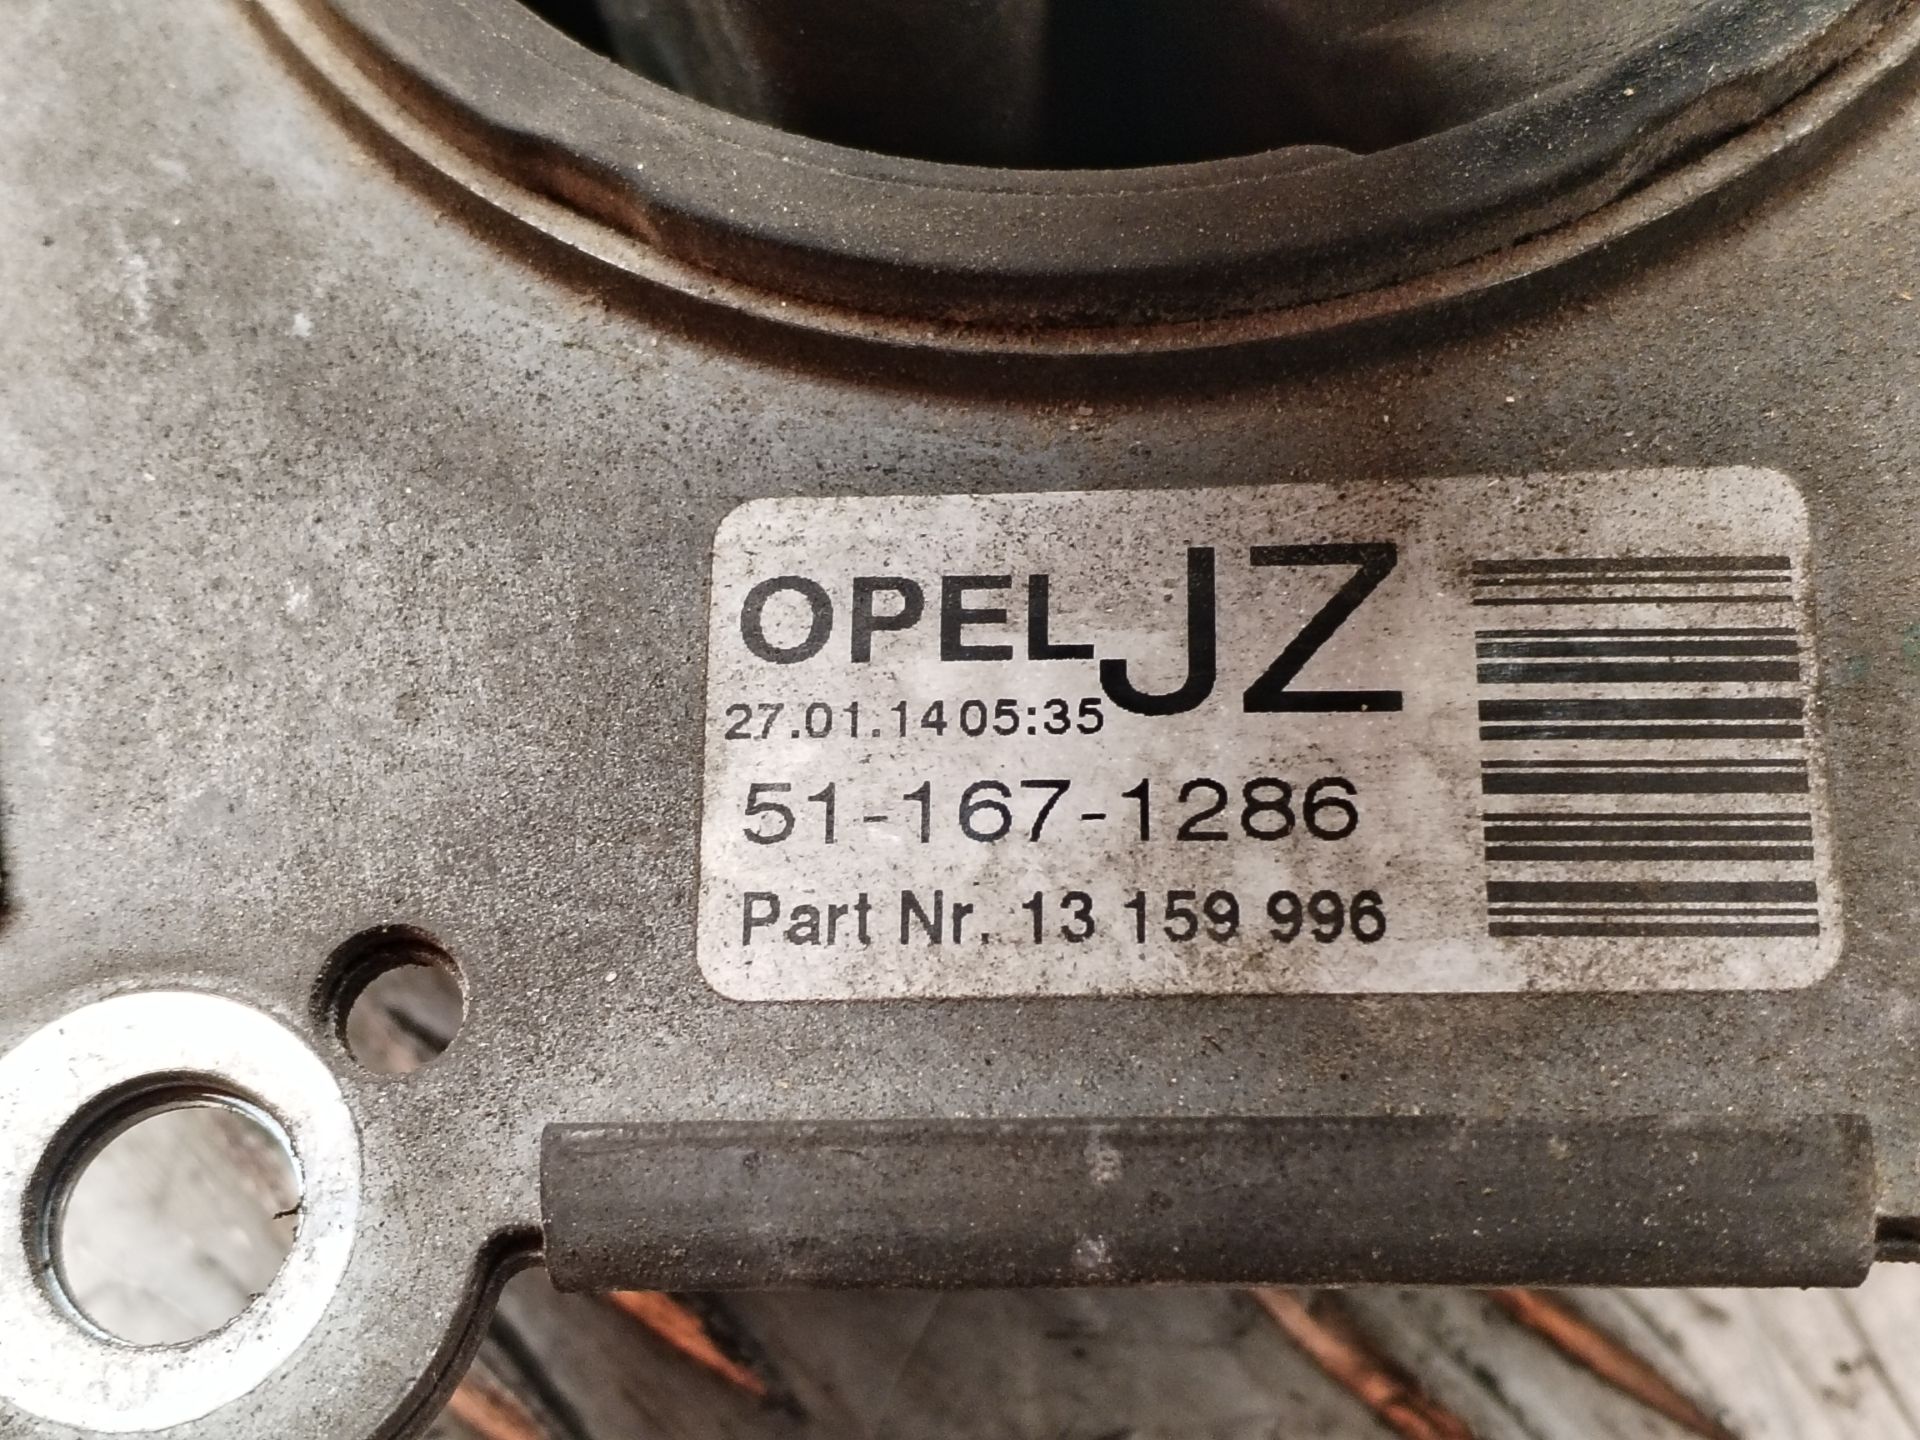 OPEL JZ
27.01.14 05:35
51-167-1286
Part Nr. 13 159 996